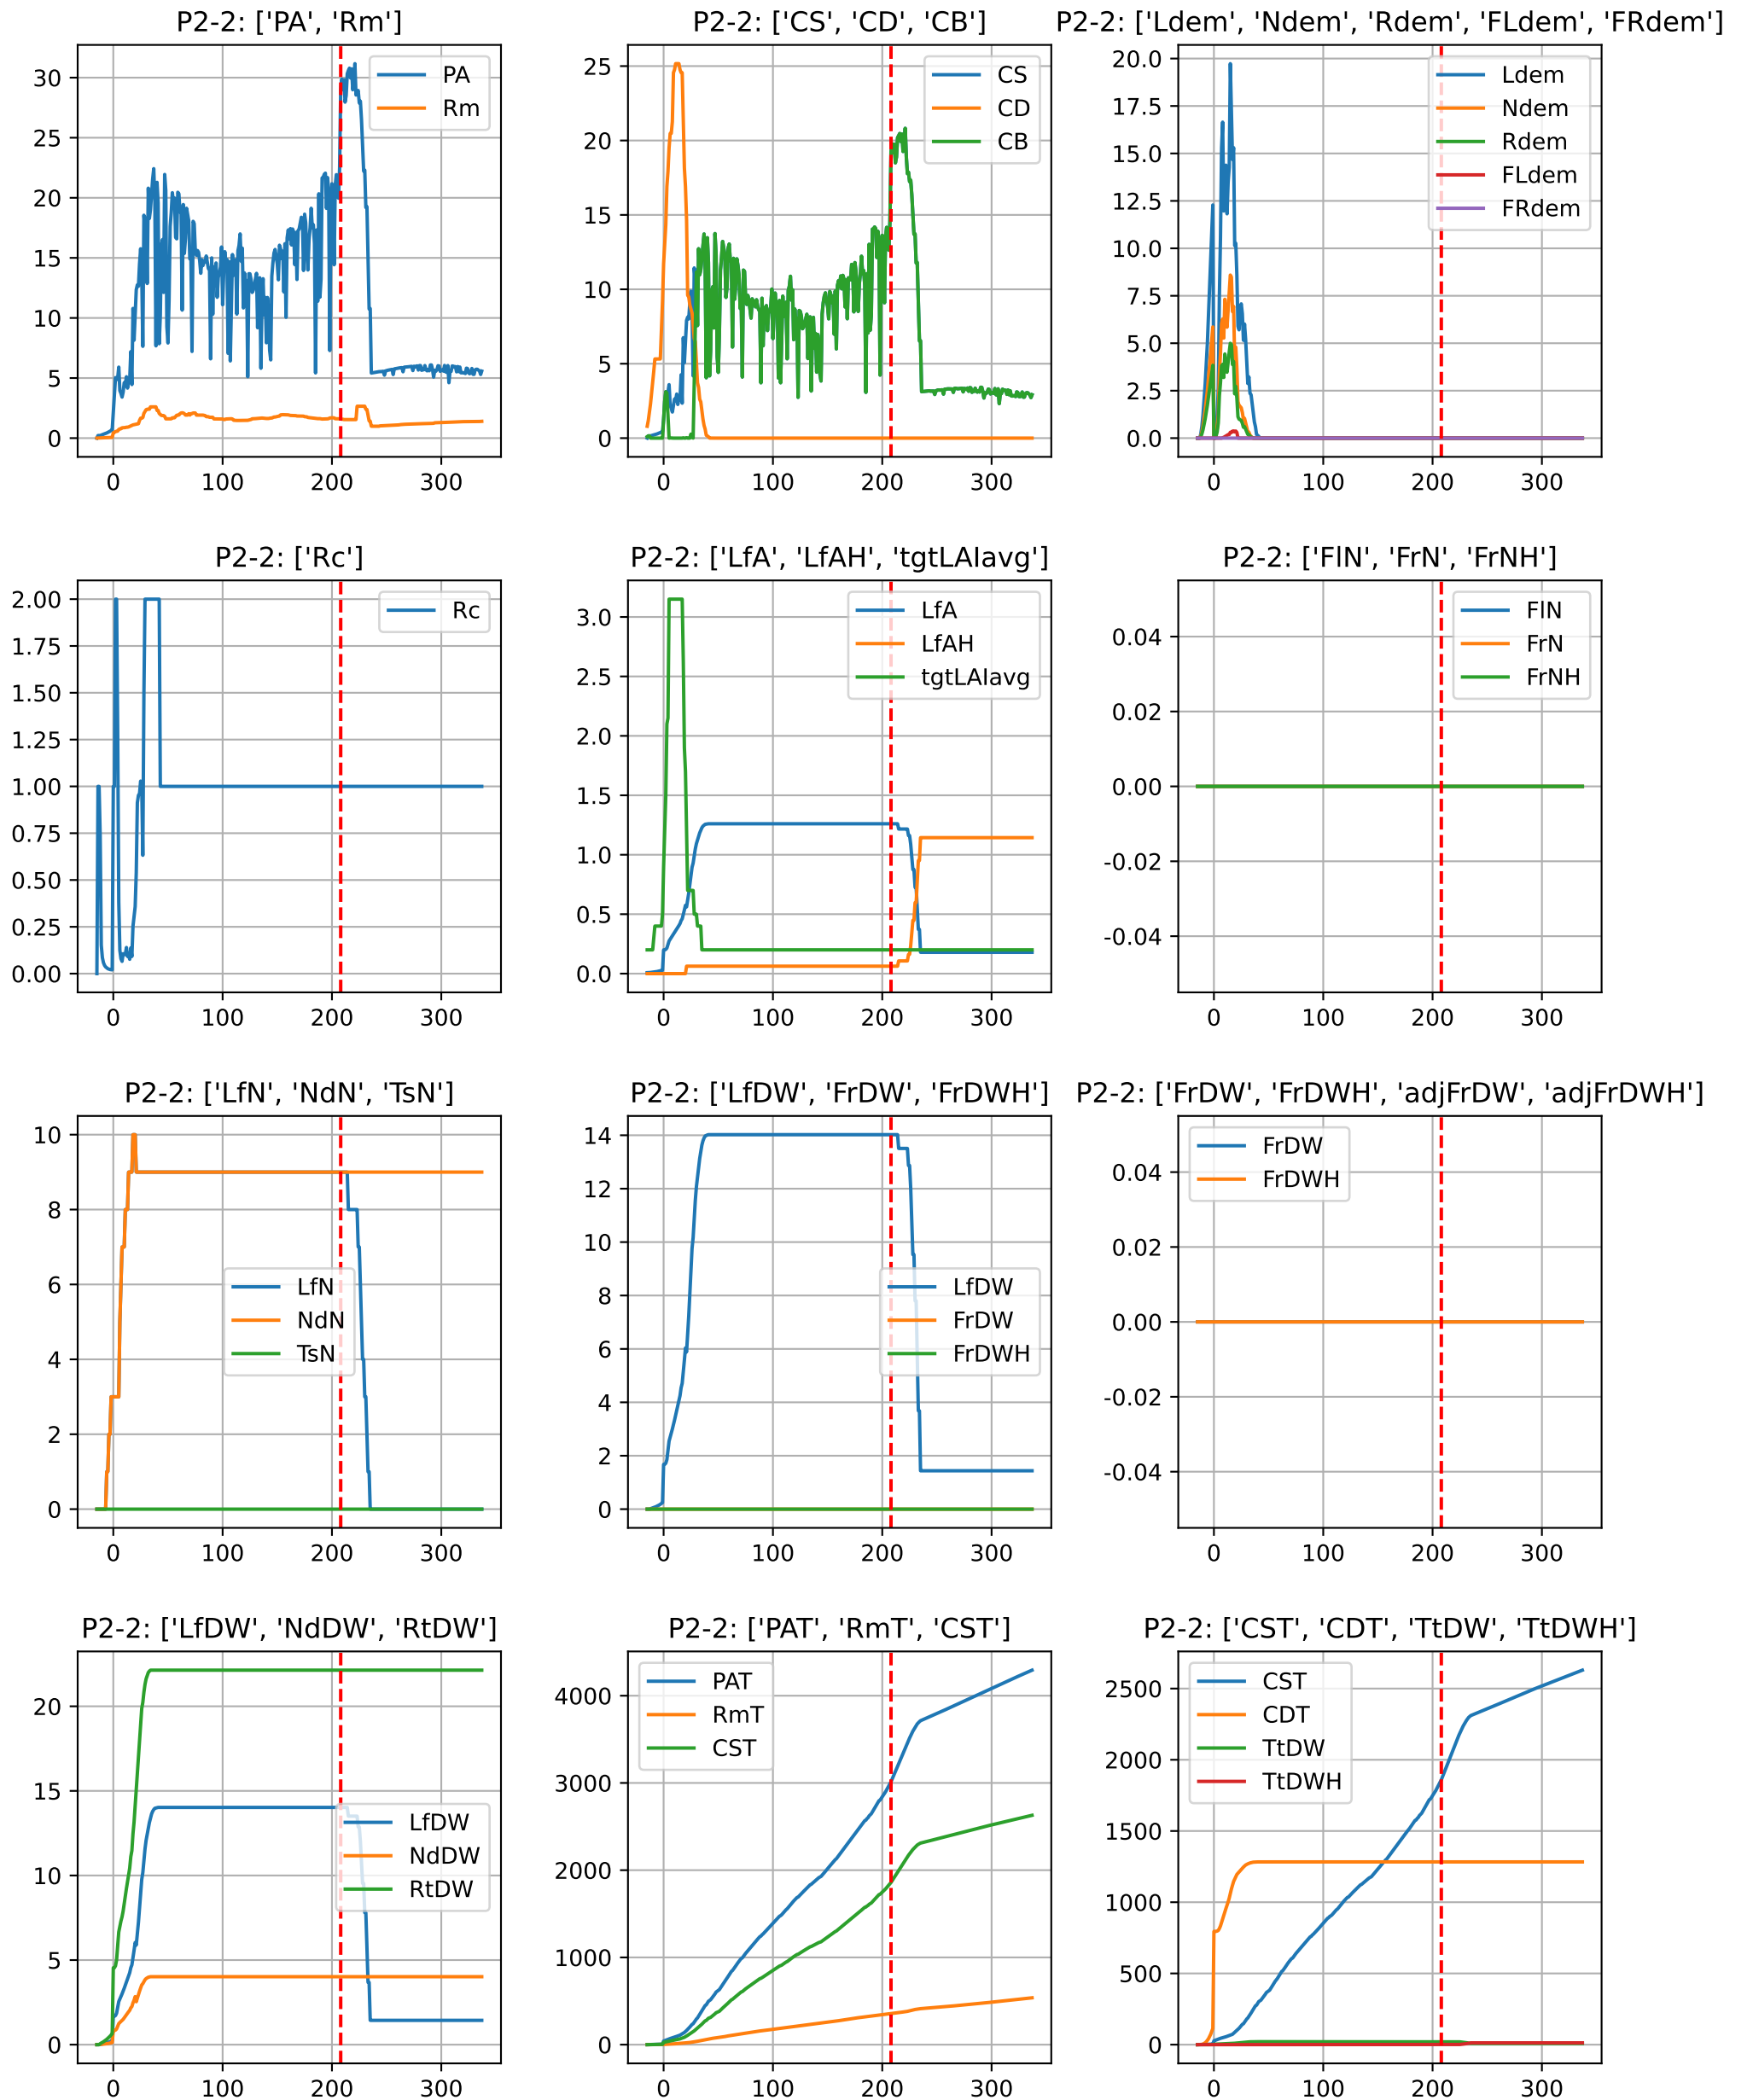 P2-2: ['PA', 'Rm']
30
25
20
15
10
5
0
0 100 200 300
PA
Rm
P2-2: ['CS', 'CD', 'CB']
25
20
15
10
5
0
0 100 200 300
CS
CD
CB
P2-2: ['Ldem', 'Ndem', 'Rdem', 'FLdem', 'FRdem']
20.0
17.5
15.0
12.5
10.0
7.5
5.0
2.5
0.0
0 100 200 300
Ldem
Ndem
Rdem
FLdem
FRdem
P2-2: ['Rc']
2.00
1.75
1.50
1.25
1.00
0.75
0.50
0.25
0.00
0 100 200 300
Rc
P2-2: ['LfA', 'LfAH', 'tgtLAIavg']
3.0
2.5
2.0
1.5
1.0
0.5
0.0
0 100 200 300
LfA
LfAH
tgtLAIavg
P2-2: ['FlN', 'FrN', 'FrNH']
0.04
0.02
0.00
-0.02
-0.04
0 100 200 300
FlN
FrN
FrNH
P2-2: ['LfN', 'NdN', 'TsN']
10
8
6
4
2
0
0 100 200 300
LfN
NdN
TsN
P2-2: ['LfDW', 'FrDW', 'FrDWH']
14
12
10
8
6
4
2
0
0 100 200 300
LfDW
FrDW
FrDWH
P2-2: ['FrDW', 'FrDWH', 'adjFrDW', 'adjFrDWH']
0.04
0.02
0.00
-0.02
-0.04
0 100 200 300
FrDW
FrDWH
P2-2: ['LfDW', 'NdDW', 'RtDW']
20
15
10
5
0
0 100 200 300
LfDW
NdDW
RtDW
P2-2: ['PAT', 'RmT', 'CST']
4000
3000
2000
1000
0
0 100 200 300
PAT
RmT
CST
P2-2: ['CST', 'CDT', 'TtDW', 'TtDWH']
2500
2000
1500
1000
500
0
0 100 200 300
CST
CDT
TtDW
TtDWH